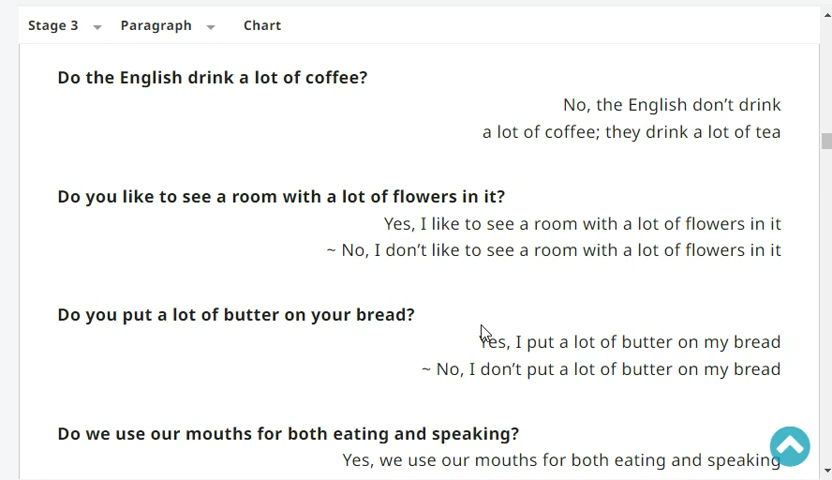 Stage 3 Paragraph Chart
Do the English drink a lot of coffee?
No, the English don’t drink
a lot of coffee; they drink a lot of tea
Do you like to see a room with a lot of flowers in it?
Yes, I like to see a room with a lot of flowers in it
~ No, I don’t like to see a room with a lot of flowers in it
Do you put a lot of butter on your bread?
Yes, I put a lot of butter on my bread
~ No, I don’t put a lot of butter on my bread
Do we use our mouths for both eating and speaking?
Yes, we use our mouths for both eating and speaking